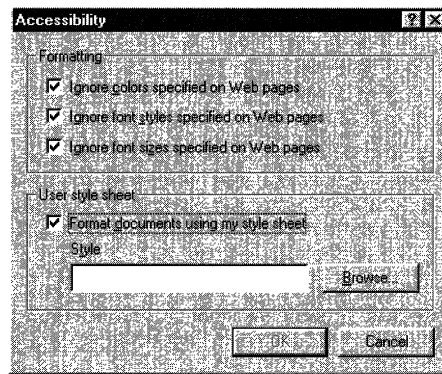 Accessibility
Formatting
Ignore colors specified on Web pages
Ignore font styles specified on Web pages
Ignore font sizes specified on Web pages
User style sheet
Format documents using my style sheet
Style
Browse...
OK
Cancel